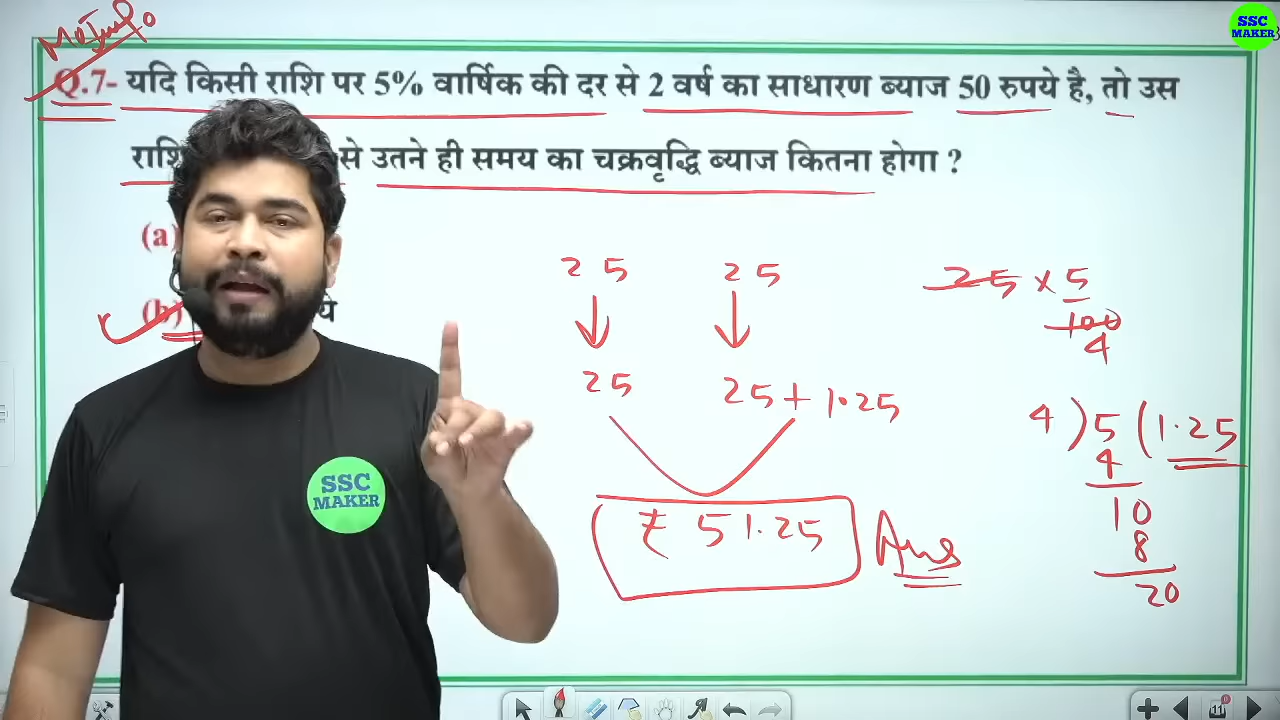 SSC
MAKER
Q.7- यदि किसी राशि पर 5% वार्षिक की दर से 2 वर्ष का साधारण ब्याज 50 रुपये है, तो उस
राशि से उतने ही समय का चक्रवृद्धि ब्याज कितना होगा ?
(a)
(b) ये
25 25
25 25+1.25
₹ 51.25 Ans
25 × 5
100
4
4 ) 5 ( 1.25
4
10
8
20
SSC
MAKER
11